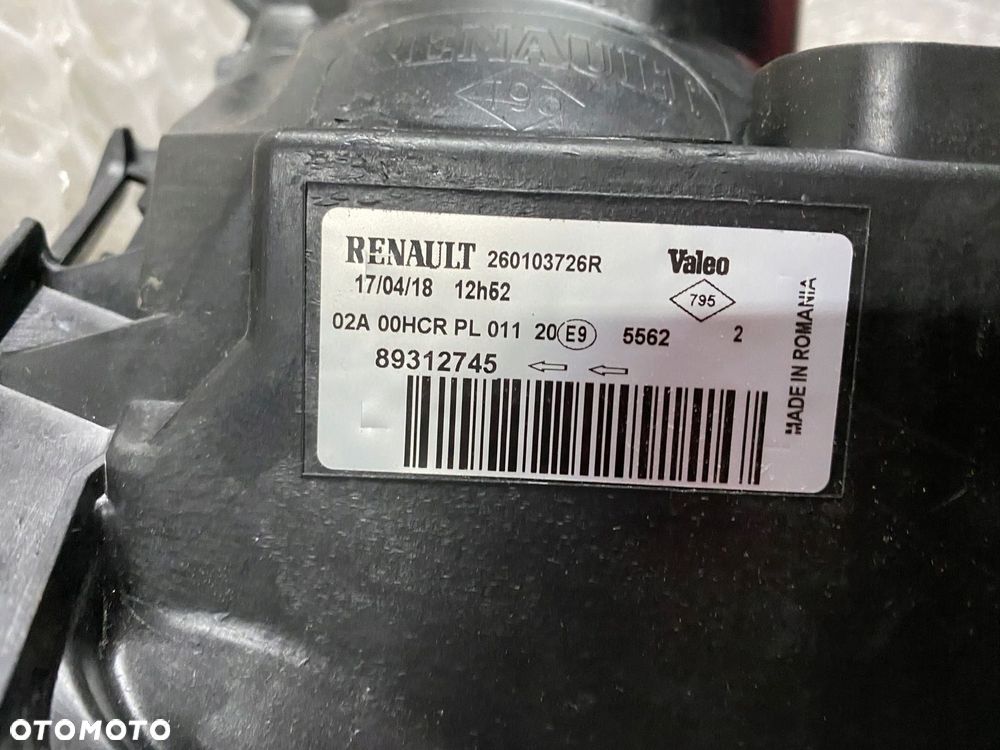 RENAULT
RENAULT 260103726R Valeo
17/04/18 12h52 795
02A 00HCR PL 011 20 E9 5562 2
89312745
MADE IN ROMANIA
OTOMOTO